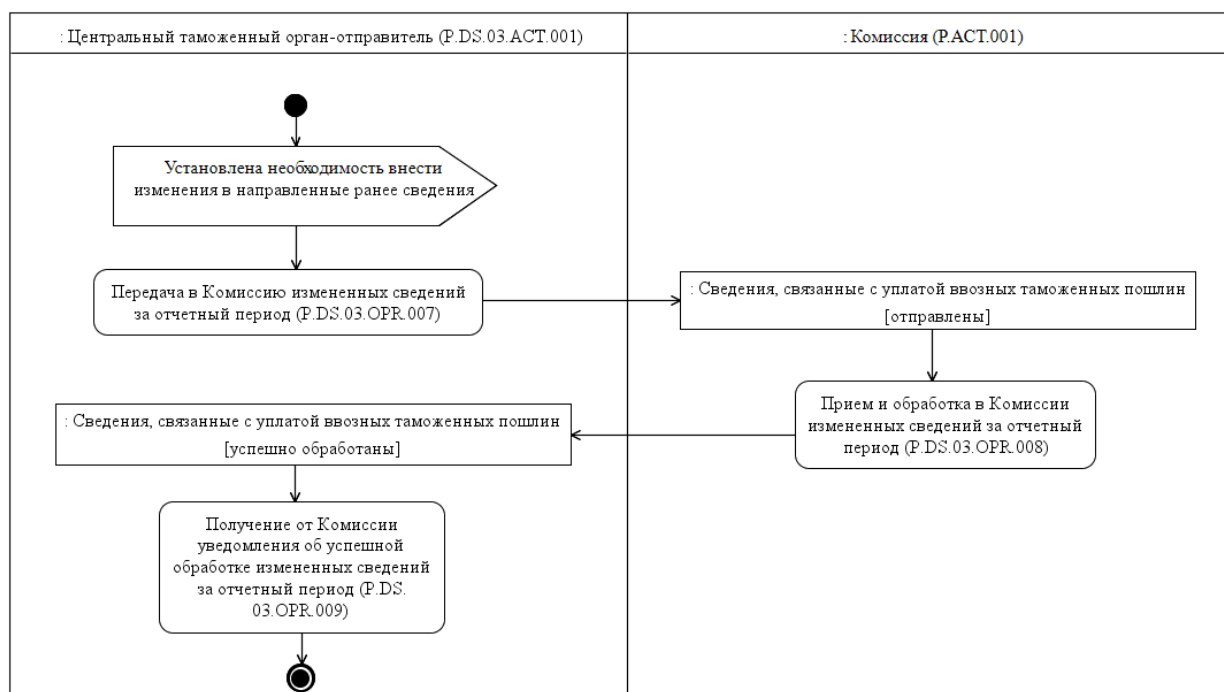 : Центральный таможенный орган-отправитель (P.DS.03.ACT.001)
: Комиссия (P.ACT.001)
Установлена необходимость внести
изменения в направленные ранее сведения
Передача в Комиссию измененных сведений
за отчетный период (P.DS.03.OPR.007)
: Сведения, связанные с уплатой ввозных таможенных пошлин
[отправлены]
Прием и обработка в Комиссии
измененных сведений за отчетный
период (P.DS.03.OPR.008)
: Сведения, связанные с уплатой ввозных таможенных пошлин
[успешно обработаны]
Получение от Комиссии
уведомления об успешной
обработке измененных сведений
за отчетный период (P.DS.
03.OPR.009)